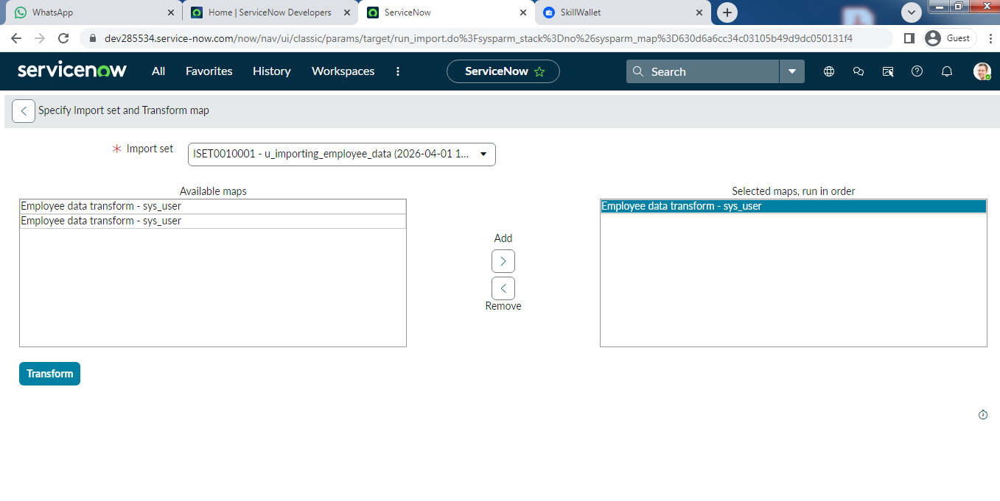 WhatsApp
Home | ServiceNow Developers
ServiceNow
SkillWallet
dev285534.service-now.com/now/nav/ui/classic/params/target/run_import.do%3Fsysparm_stack%3Dno%26sysparm_map%3D630d6a6cc34c03105b49d9dc050131f4
Guest
servicenow
All
Favorites
History
Workspaces
ServiceNow
Search
Specify Import set and Transform map
Import set
ISET0010001 - u_importing_employee_data (2026-04-01 1...
Available maps
Employee data transform - sys_user
Employee data transform - sys_user
Add
Remove
Selected maps, run in order
Employee data transform - sys_user
Transform